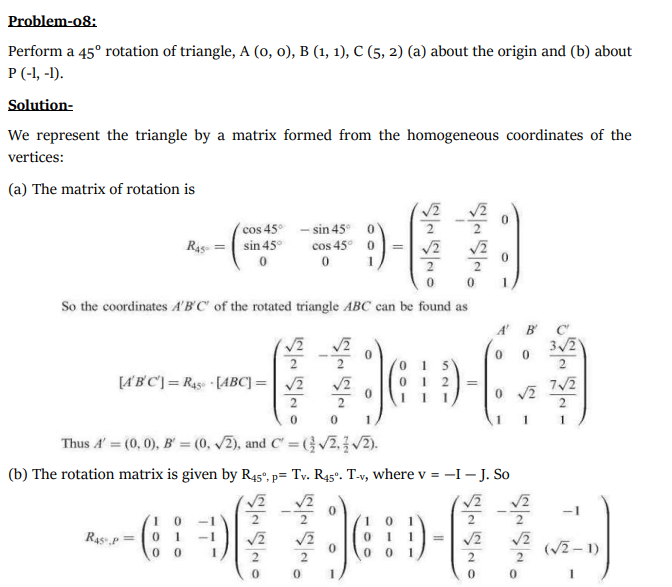 Problem-08:
Perform a 45° rotation of triangle, A (0, 0), B (1, 1), C (5, 2) (a) about the origin and (b) about
P (-l, -l).
Solution-
We represent the triangle by a matrix formed from the homogeneous coordinates of the
vertices:
(a) The matrix of rotation is
R₄₅° = ( cos 45° − sin 45° 0 ; sin 45° cos 45° 0 ; 0 0 1 ) = ( √2/2 −√2/2 0 ; √2/2 √2/2 0 ; 0 0 1 )
So the coordinates A′B′C′ of the rotated triangle ABC can be found as
A′ B′ C′
[A′B′C′] = R₄₅° · [ABC] = ( √2/2 −√2/2 0 ; √2/2 √2/2 0 ; 0 0 1 ) ( 0 1 5 ; 0 1 2 ; 1 1 1 ) = ( 0 0 3√2/2 ; 0 √2 7√2/2 ; 1 1 1 )
Thus A′ = (0, 0), B′ = (0, √2), and C′ = (3/2 √2, 7/2 √2).
(b) The rotation matrix is given by R₄₅°, p= Tᵥ. R₄₅°. T-ᵥ, where v = −I − J. So
R₄₅°,P = ( 1 0 −1 ; 0 1 −1 ; 0 0 1 ) ( √2/2 −√2/2 0 ; √2/2 √2/2 0 ; 0 0 1 ) ( 1 0 1 ; 0 1 1 ; 0 0 1 ) = ( √2/2 −√2/2 −1 ; √2/2 √2/2 (√2 − 1) ; 0 0 1 )